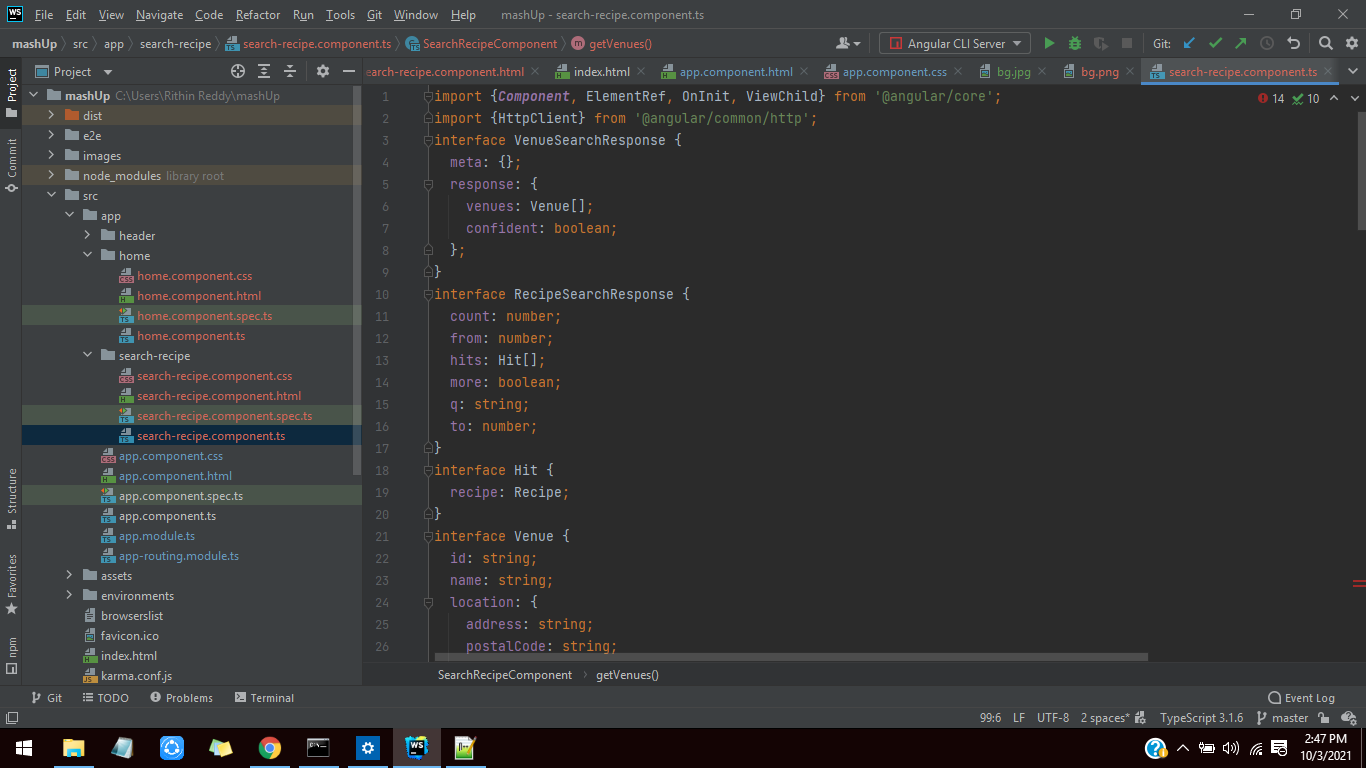 WS File Edit View Navigate Code Refactor Run Tools Git Window Help mashUp - search-recipe.component.ts
mashUp src app search-recipe search-recipe.component.ts SearchRecipeComponent getVenues() Angular CLI Server Git:
Project
earch-recipe.component.html index.html app.component.html app.component.css bg.jpg bg.png search-recipe.component.ts
Project
Commit
Structure
Favorites
npm
mashUp C:\Users\Rithin Reddy\mashUp
dist
e2e
images
node_modules library root
src
app
header
home
home.component.css
home.component.html
home.component.spec.ts
home.component.ts
search-recipe
search-recipe.component.css
search-recipe.component.html
search-recipe.component.spec.ts
search-recipe.component.ts
app.component.css
app.component.html
app.component.spec.ts
app.component.ts
app.module.ts
app-routing.module.ts
assets
environments
browserslist
favicon.ico
index.html
karma.conf.js
14 10
1 import {Component, ElementRef, OnInit, ViewChild} from '@angular/core';
2 import {HttpClient} from '@angular/common/http';
3 interface VenueSearchResponse {
4 meta: {};
5 response: {
6 venues: Venue[];
7 confident: boolean;
8 };
9 }
10 interface RecipeSearchResponse {
11 count: number;
12 from: number;
13 hits: Hit[];
14 more: boolean;
15 q: string;
16 to: number;
17 }
18 interface Hit {
19 recipe: Recipe;
20 }
21 interface Venue {
22 id: string;
23 name: string;
24 location: {
25 address: string;
26 postalCode: string;
SearchRecipeComponent getVenues()
Git TODO Problems Terminal Event Log
99:6 LF UTF-8 2 spaces* TypeScript 3.1.6 master
2:47 PM
10/3/2021